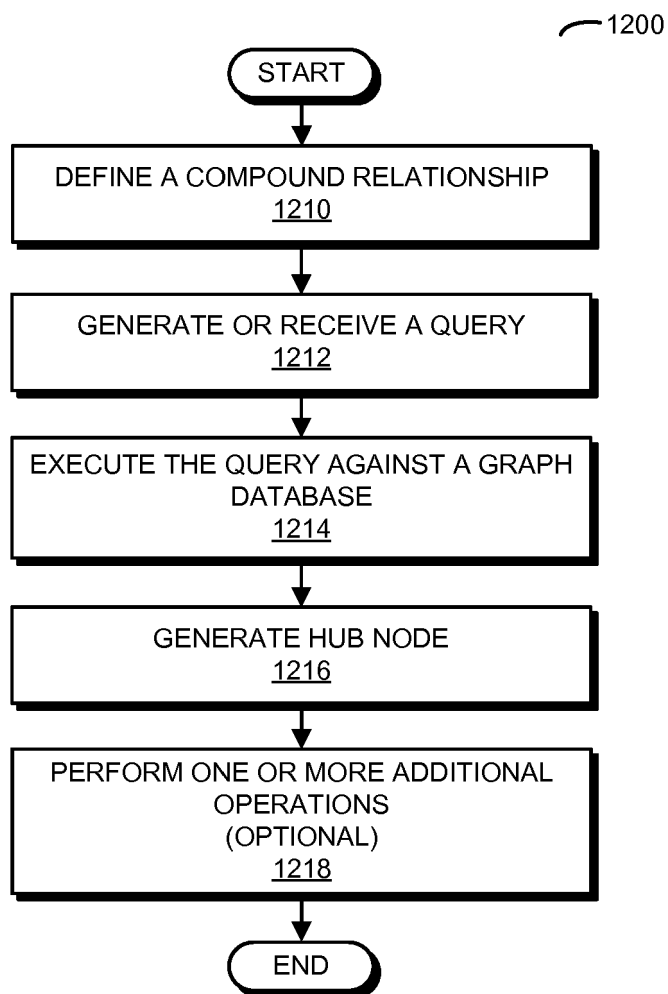 1200
START
DEFINE A COMPOUND RELATIONSHIP
1210
GENERATE OR RECEIVE A QUERY
1212
EXECUTE THE QUERY AGAINST A GRAPH
DATABASE
1214
GENERATE HUB NODE
1216
PERFORM ONE OR MORE ADDITIONAL
OPERATIONS
(OPTIONAL)
1218
END